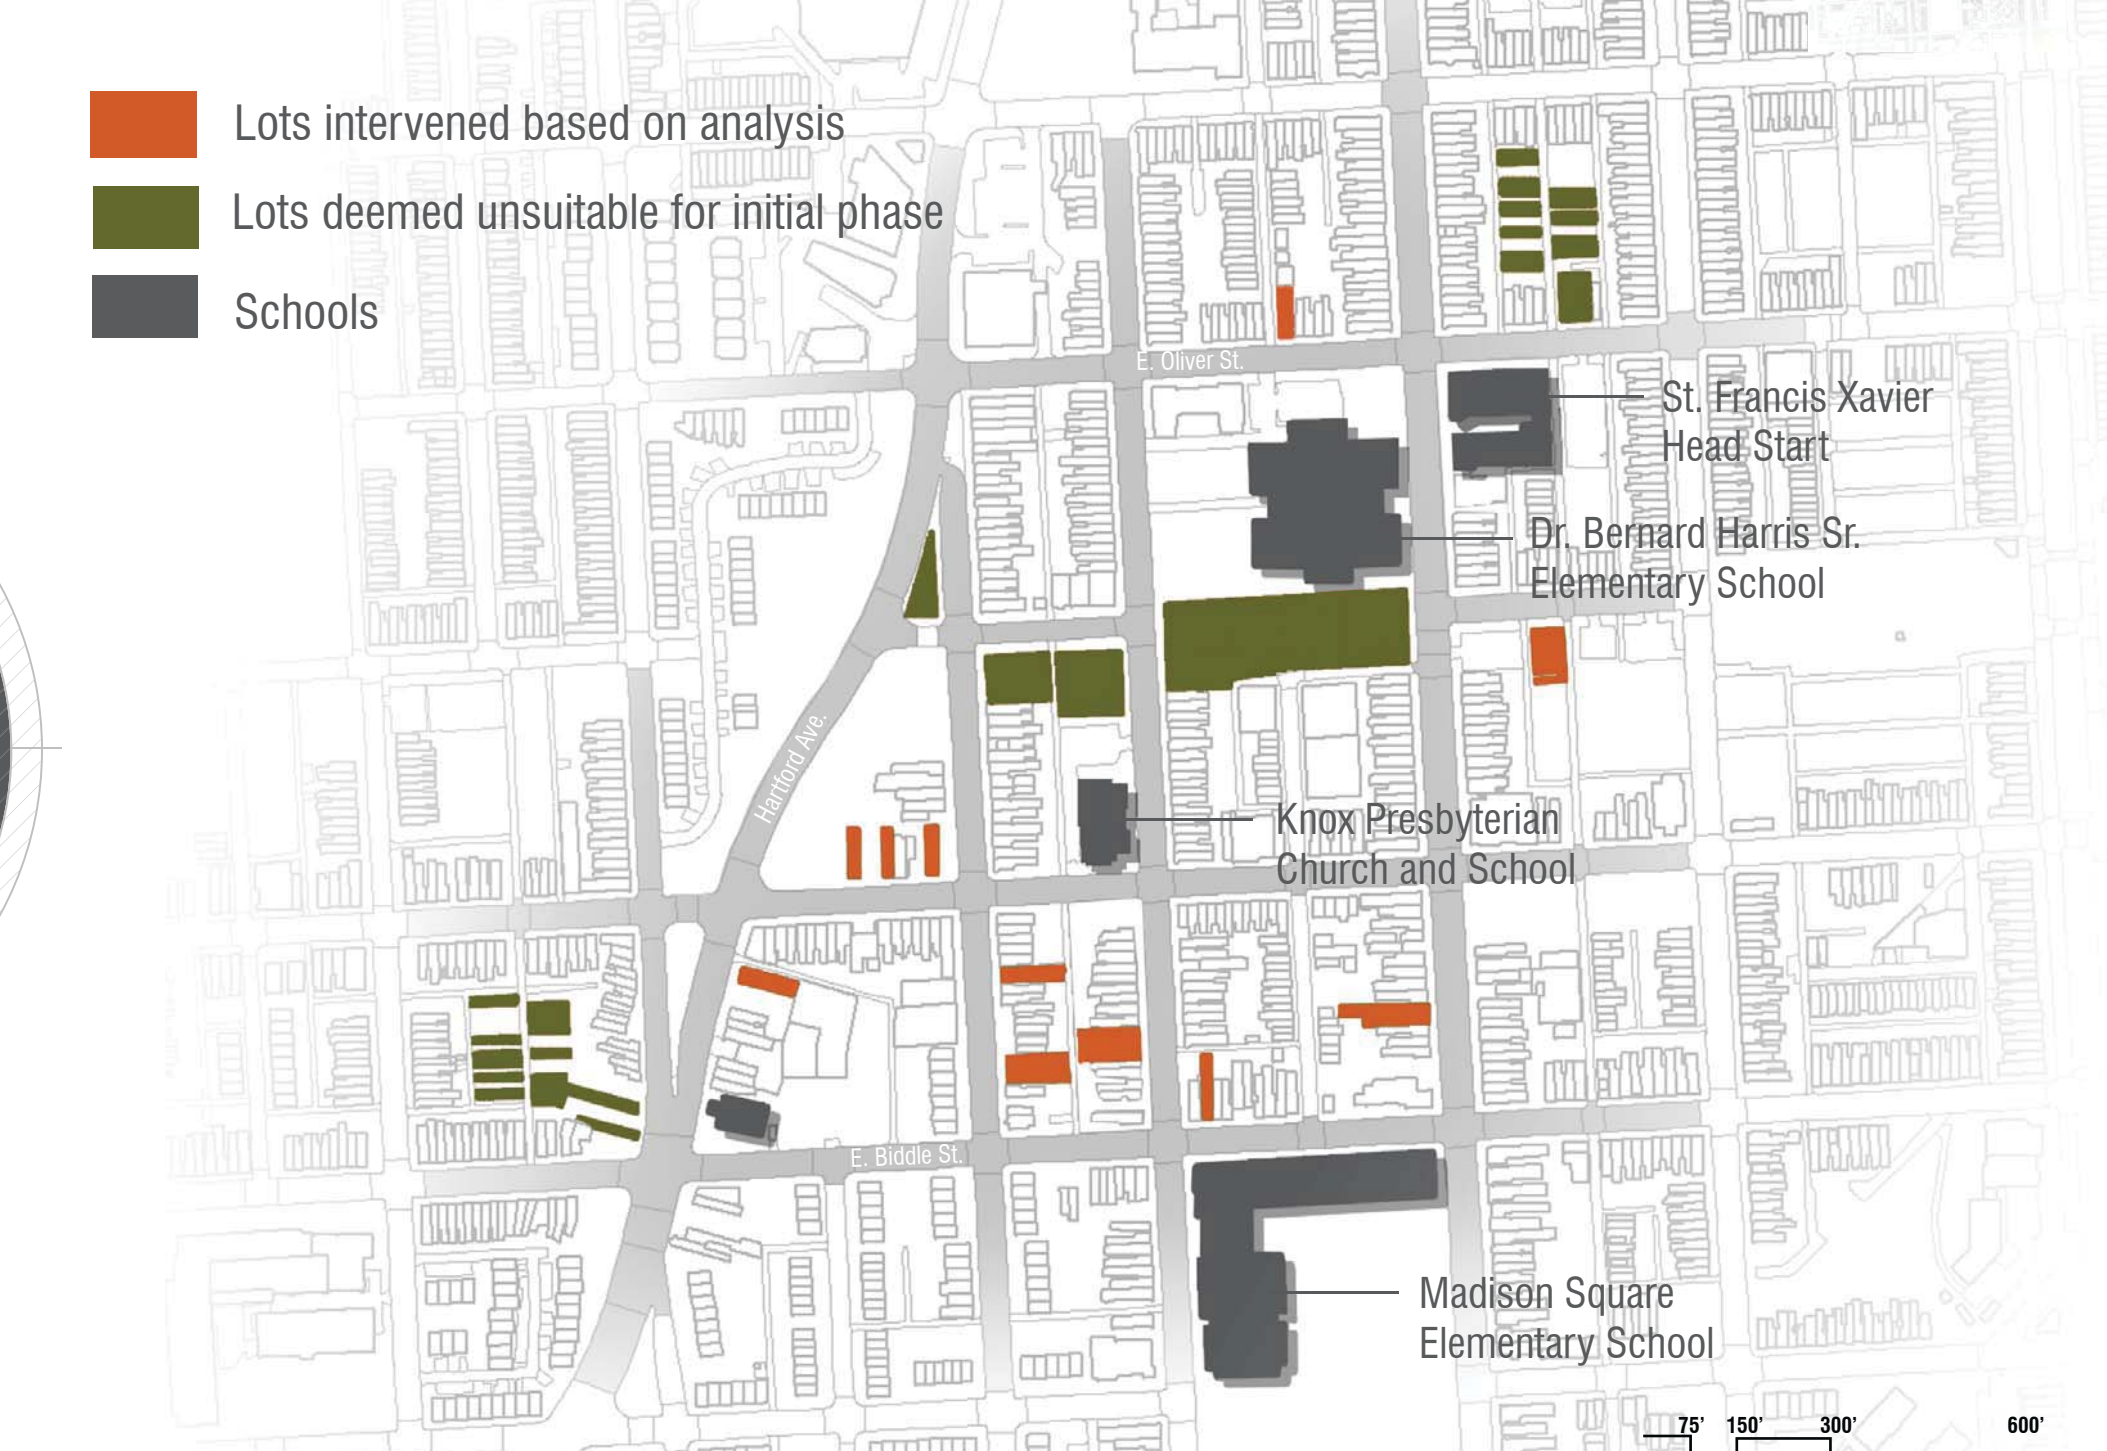 Lots intervened based on analysis
Lots deemed unsuitable for initial phase
Schools
E. Oliver St.
St. Francis Xavier
Head Start
Dr. Bernard Harris Sr.
Elementary School
Hartford Ave.
Knox Presbyterian
Church and School
E. Biddle St.
Madison Square
Elementary School
75' 150' 300' 600'